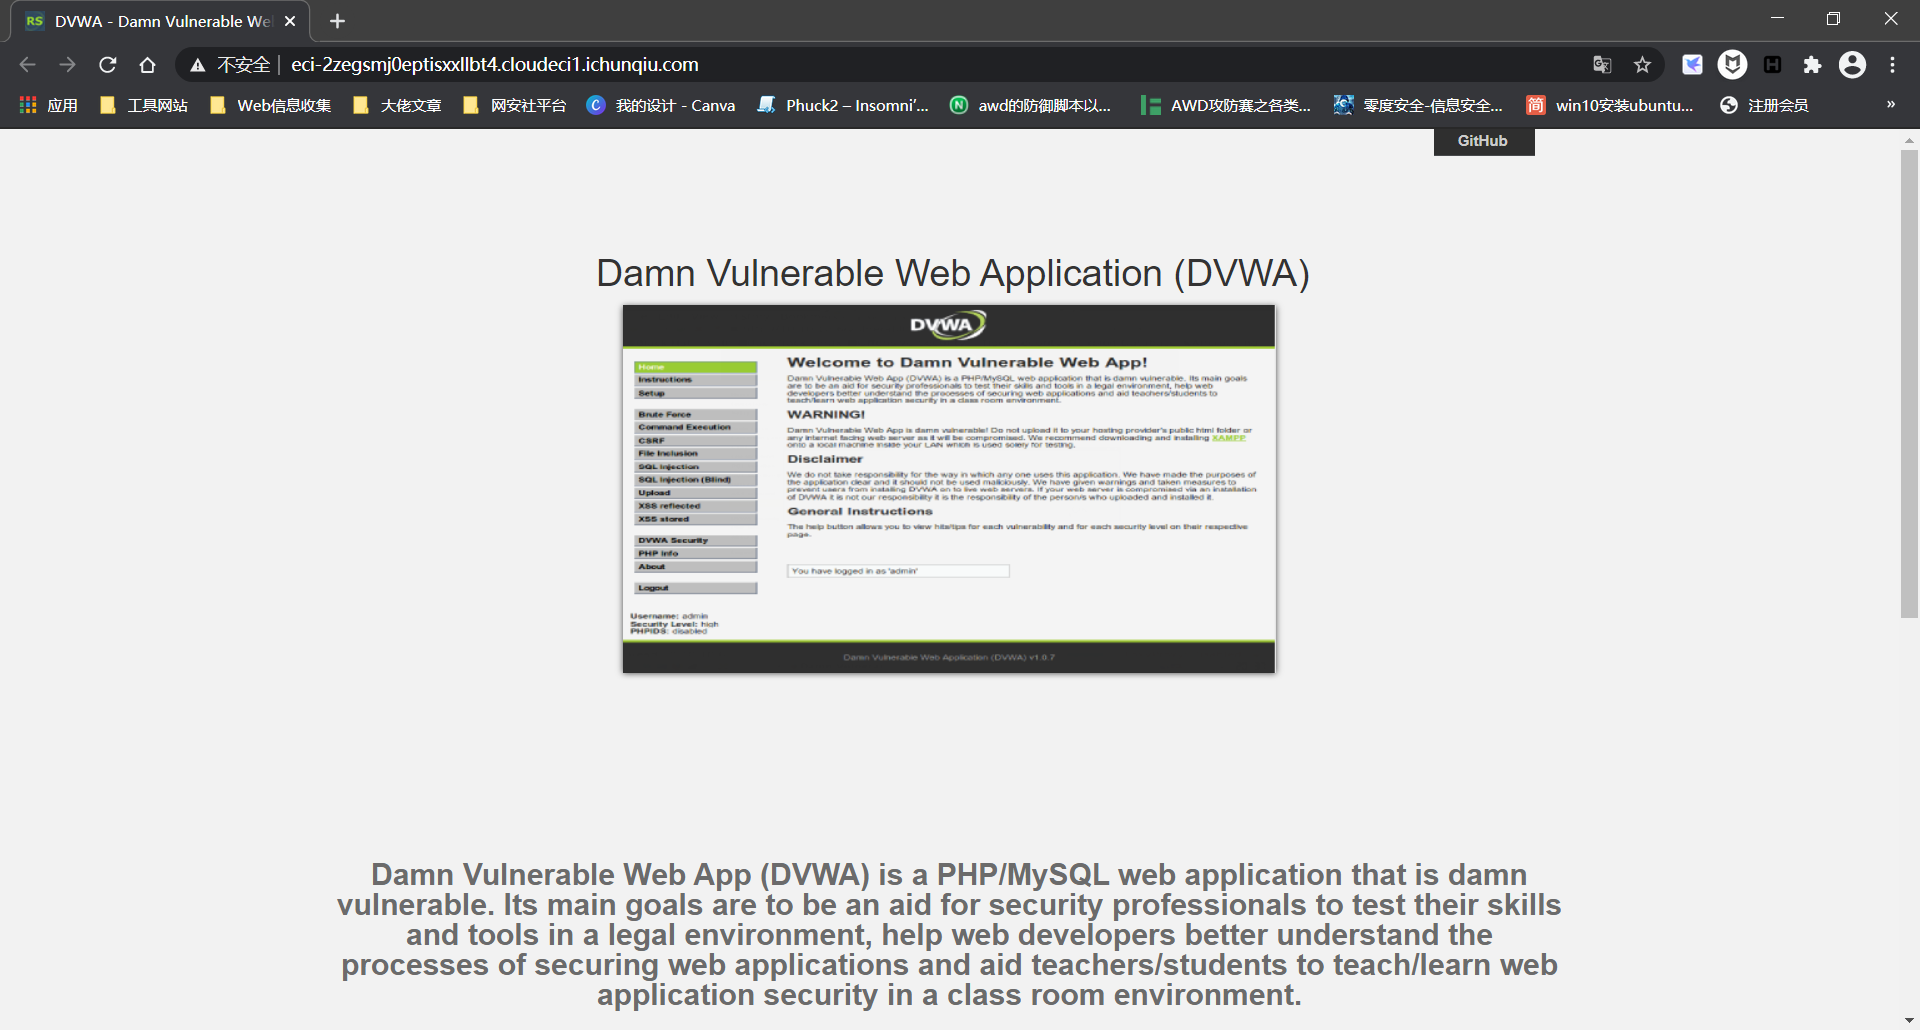 RS DVWA - Damn Vulnerable We
不安全 eci-2zegsmj0eptisxxllbt4.cloudeci1.ichunqiu.com
应用 工具网站 Web信息收集 大佬文章 网安社平台 我的设计 - Canva Phuck2 – Insomni'... awd的防御脚本以... AWD攻防赛之各类... 零度安全-信息安全... 简 win10安装ubuntu... 注册会员 »
GitHub
Damn Vulnerable Web Application (DVWA)
DVWA
Home
Instructions
Setup
Brute Force
Command Execution
CSRF
File Inclusion
SQL Injection
SQL Injection (Blind)
Upload
XSS reflected
XSS stored
DVWA Security
PHP Info
About
Logout
Username: admin
Security Level: high
PHPIDS: disabled
Welcome to Damn Vulnerable Web App!
Damn Vulnerable Web App (DVWA) is a PHP/MySQL web application that is damn vulnerable. Its main goals
are to be an aid for security professionals to test their skills and tools in a legal environment, help web
developers better understand the processes of securing web applications and aid teachers/students to
teach/learn web application security in a class room environment.
WARNING!
Damn Vulnerable Web App is damn vulnerable! Do not upload it to your hosting provider's public html folder or
any internet facing web server as it will be compromised. We recommend downloading and installing XAMPP
onto a local machine inside your LAN which is used solely for testing.
Disclaimer
We do not take responsibility for the way in which any one uses this application. We have made the purposes of
the application clear and it should not be used maliciously. We have given warnings and taken measures to
prevent users from installing DVWA on to live web servers. If your web server is compromised via an installation
of DVWA it is not our responsibility it is the responsibility of the person/s who uploaded and installed it.
General Instructions
The help button allows you to view hits/tips for each vulnerability and for each security level on their respective
page.
You have logged in as 'admin'
Damn Vulnerable Web Application (DVWA) v1.0.7
Damn Vulnerable Web App (DVWA) is a PHP/MySQL web application that is damn
vulnerable. Its main goals are to be an aid for security professionals to test their skills
and tools in a legal environment, help web developers better understand the
processes of securing web applications and aid teachers/students to teach/learn web
application security in a class room environment.